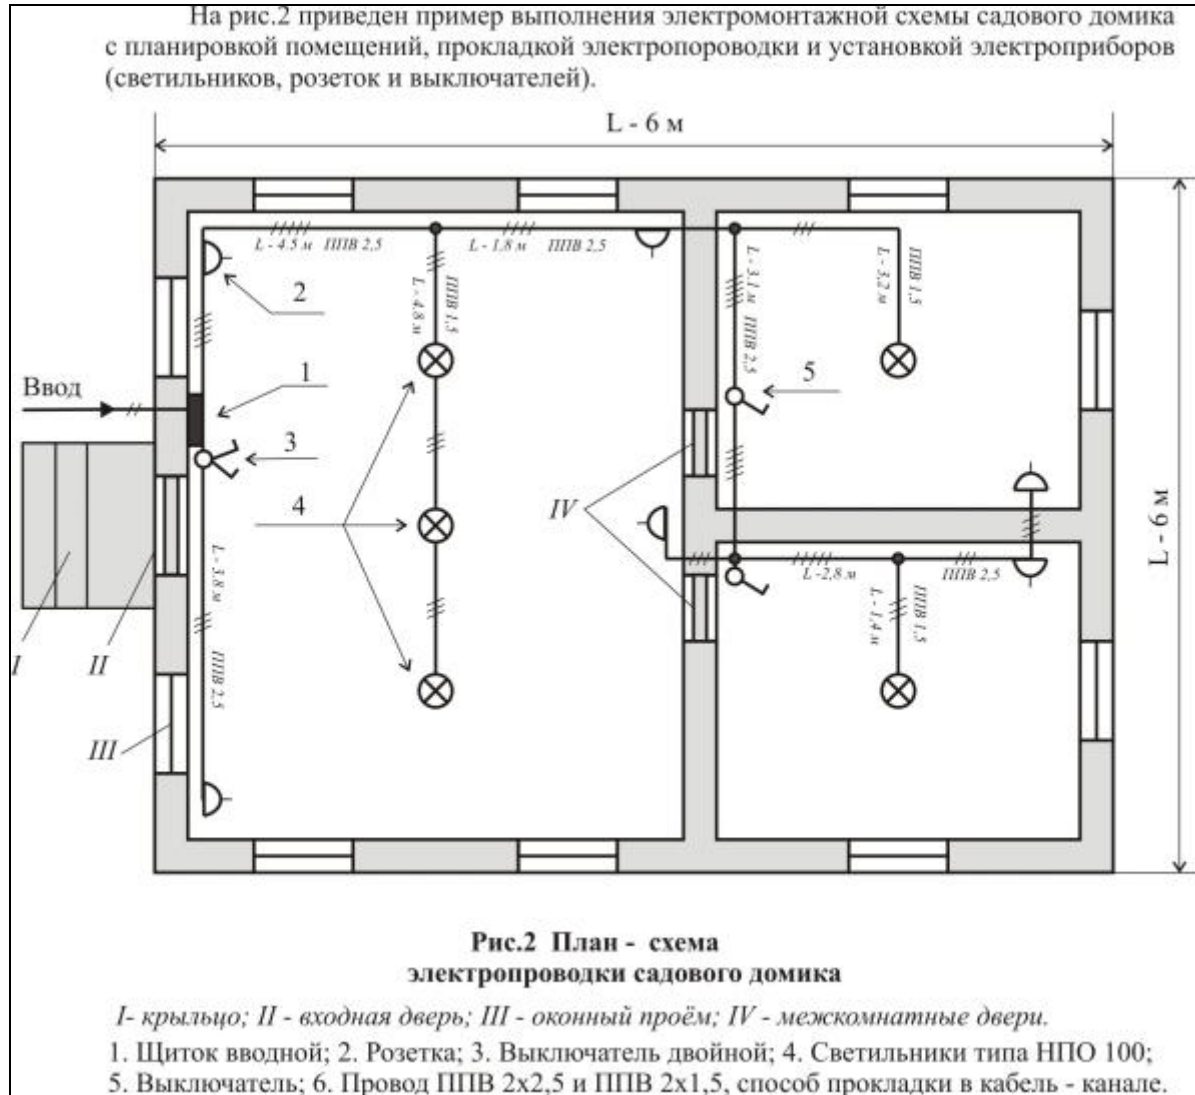 На рис.2 приведен пример выполнения электромонтажной схемы садового домика
с планировкой помещений, прокладкой электропороводки и установкой электроприборов
(светильников, розеток и выключателей).
L - 6 м
L - 4.5 м ППВ 2,5
L - 1,8 м ППВ 2,5
L - 4.8 м
ППВ 1,5
L - 3.1 м ППВ 2,5
L - 3,2 м
ППВ 1,5
2
1
Ввод
3
5
4
IV
L - 6 м
L - 3.8 м ППВ 2,5
L -2,8 м
ППВ 2,5
L - 1,4 м
ППВ 1,5
I
II
III
Рис.2 План - схема
электропроводки садового домика
I- крыльцо; II - входная дверь; III - оконный проём; IV - межкомнатные двери.
1. Щиток вводной; 2. Розетка; 3. Выключатель двойной; 4. Светильники типа НПО 100;
5. Выключатель; 6. Провод ППВ 2х2,5 и ППВ 2х1,5, способ прокладки в кабель - канале.